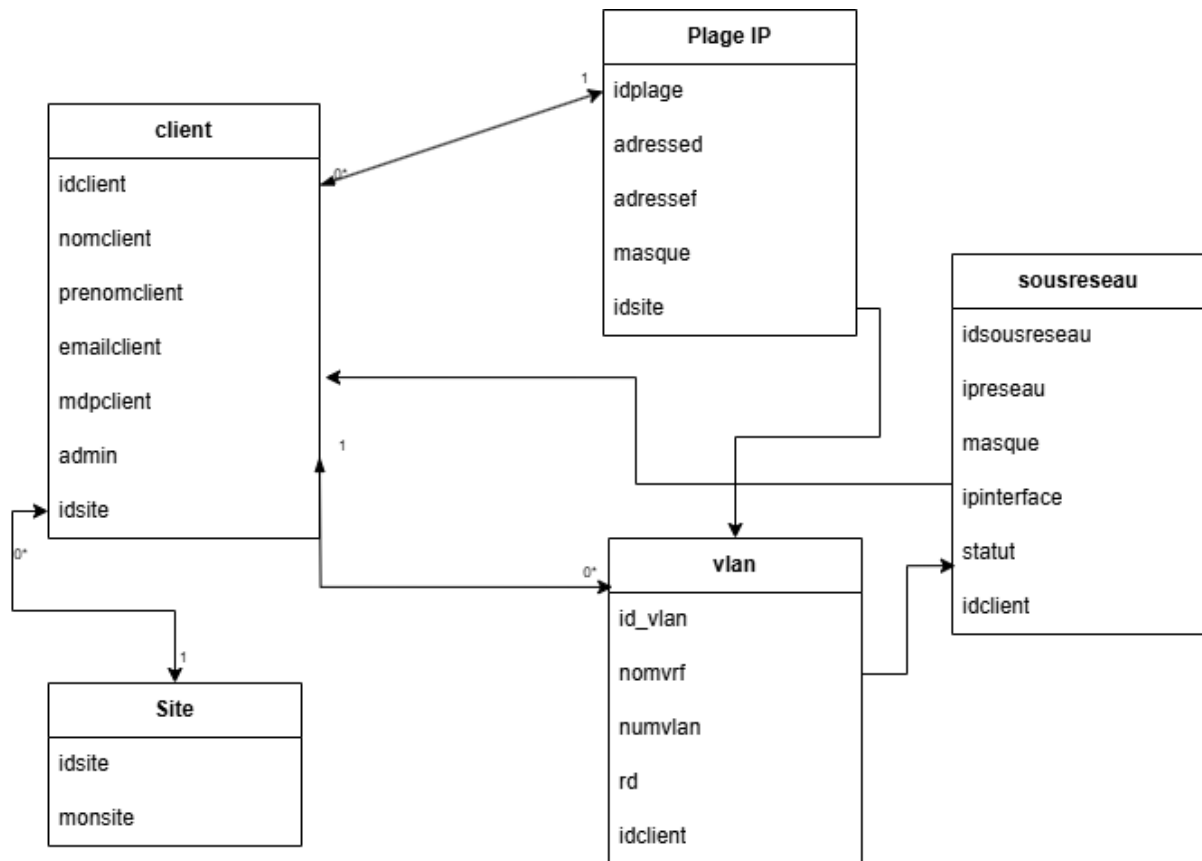 Plage IP
idplage
adressed
adressef
masque
idsite
1
0*
client
idclient
nomclient
prenomclient
emailclient
mdpclient
admin
idsite
sousreseau
idsousreseau
ipreseau
masque
ipinterface
statut
idclient
1
0*
0*
1
vlan
id_vlan
nomvrf
numvlan
rd
idclient
Site
idsite
monsite